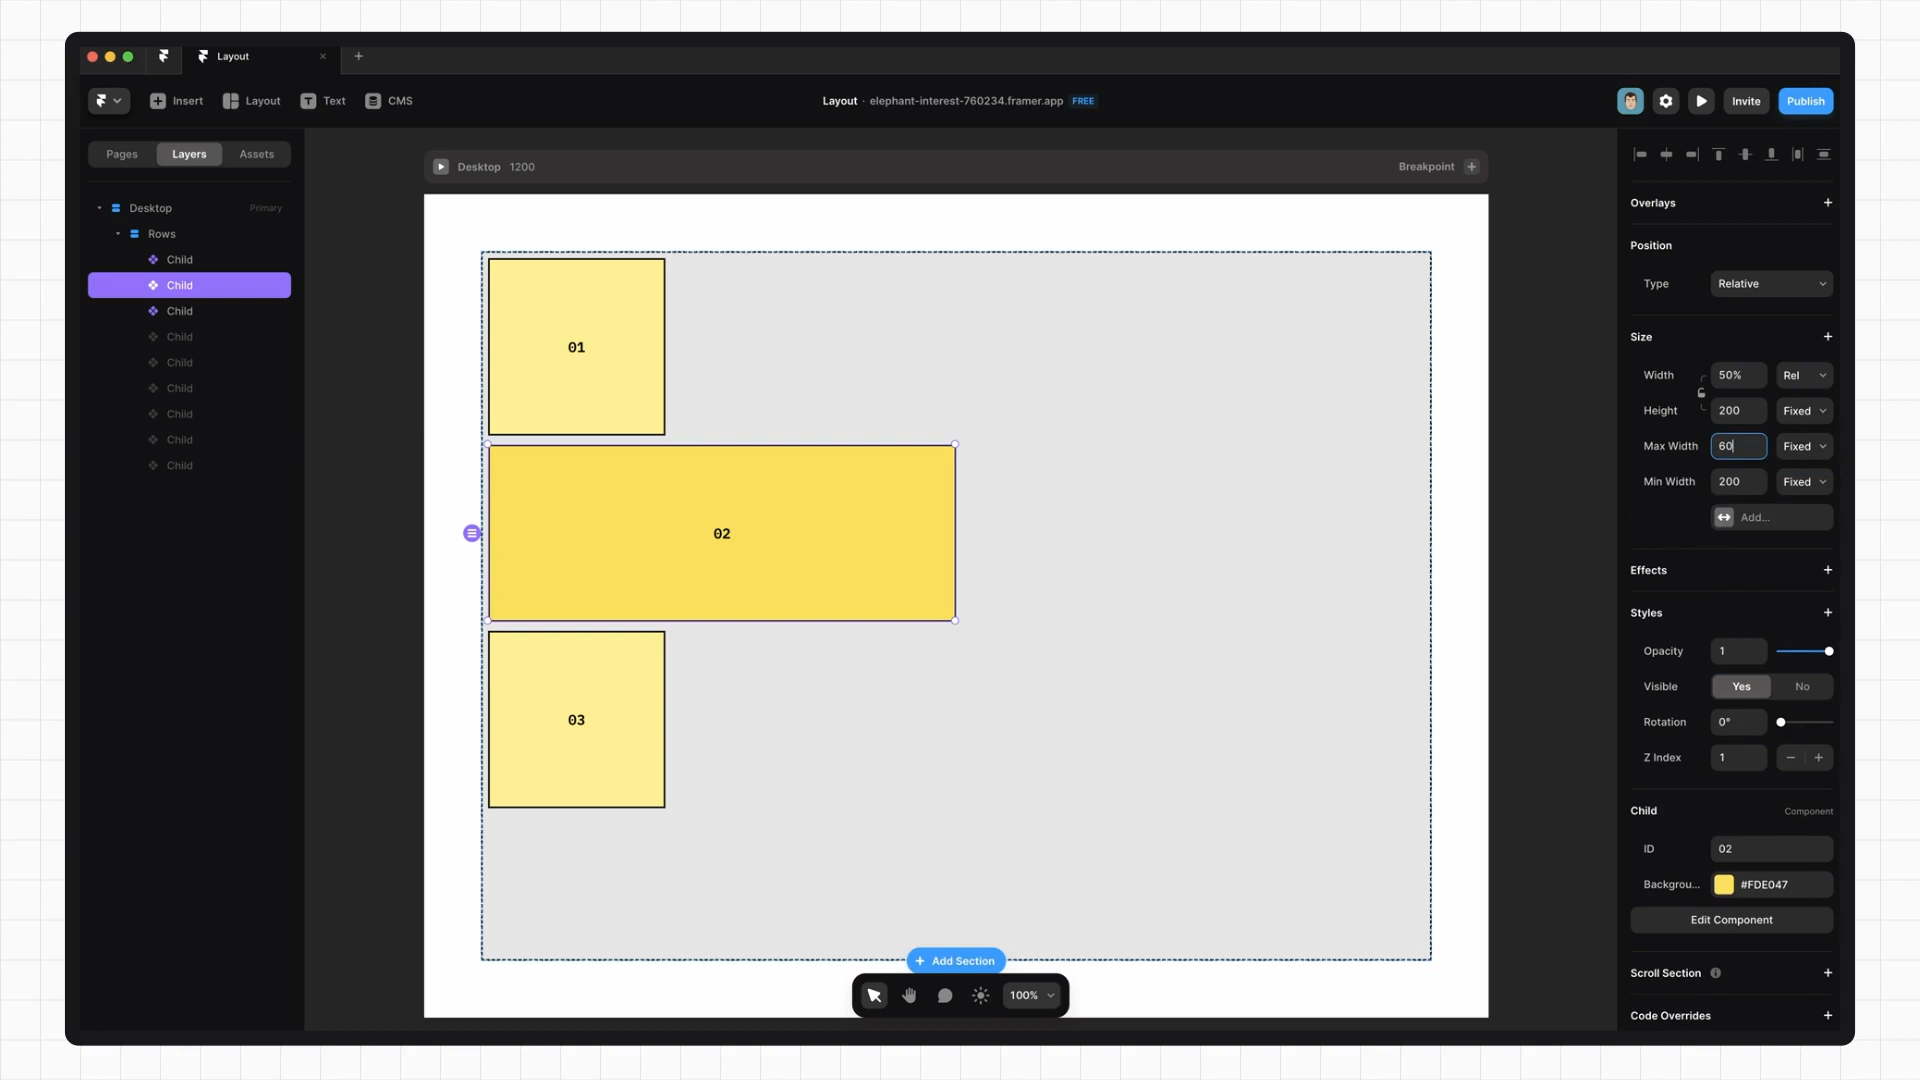 Layout
Insert
Layout
Text
CMS
Layout · elephant-interest-760234.framer.app FREE
Invite
Publish
Pages
Layers
Assets
Desktop
Primary
Rows
Child
Child
Child
Child
Child
Child
Child
Child
Child
Desktop 1200
Breakpoint
01
02
03
Add Section
100%
Overlays
Position
Type
Relative
Size
Width
50%
Rel
Height
200
Fixed
Max Width
60
Fixed
Min Width
200
Fixed
Add...
Effects
Styles
Opacity
1
Visible
Yes
No
Rotation
0°
Z Index
1
Child
Component
ID
02
Backgrou...
#FDE047
Edit Component
Scroll Section
Code Overrides